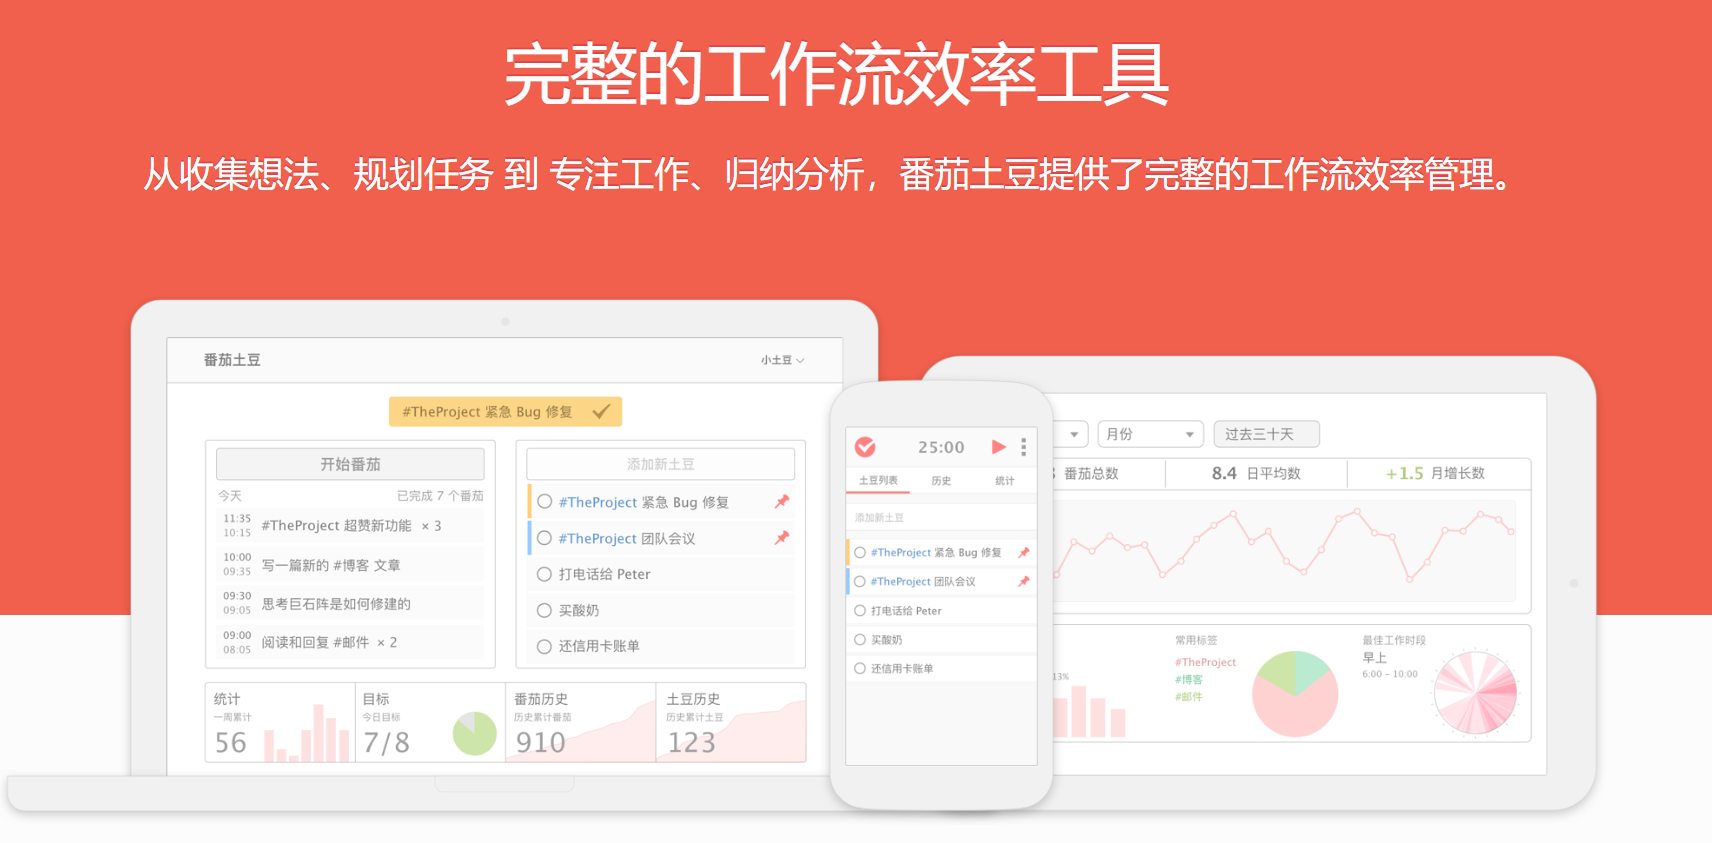 完整的工作流效率工具
从收集想法、规划任务 到 专注工作、归纳分析，番茄土豆提供了完整的工作流效率管理。
番茄土豆
小土豆
#TheProject 紧急 Bug 修复
开始番茄
今天
已完成 7 个番茄
11:35
10:15
#TheProject 超赞新功能 × 3
10:00
09:35
写一篇新的 #博客 文章
09:30
09:05
思考巨石阵是如何修建的
09:00
08:05
阅读和回复 #邮件 × 2
添加新土豆
#TheProject 紧急 Bug 修复
#TheProject 团队会议
打电话给 Peter
买酸奶
还信用卡账单
统计
一周累计
56
目标
今日目标
7/8
番茄历史
历史累计番茄
910
土豆历史
历史累计土豆
123
25:00
土豆列表
历史
统计
添加新土豆
#TheProject 紧急 Bug 修复
#TheProject 团队会议
打电话给 Peter
买酸奶
还信用卡账单
月份
过去三十天
番茄总数
8.4 日平均数
+1.5 月增长数
13%
常用标签
#TheProject
#博客
#邮件
最佳工作时段
早上
6:00 – 10:00